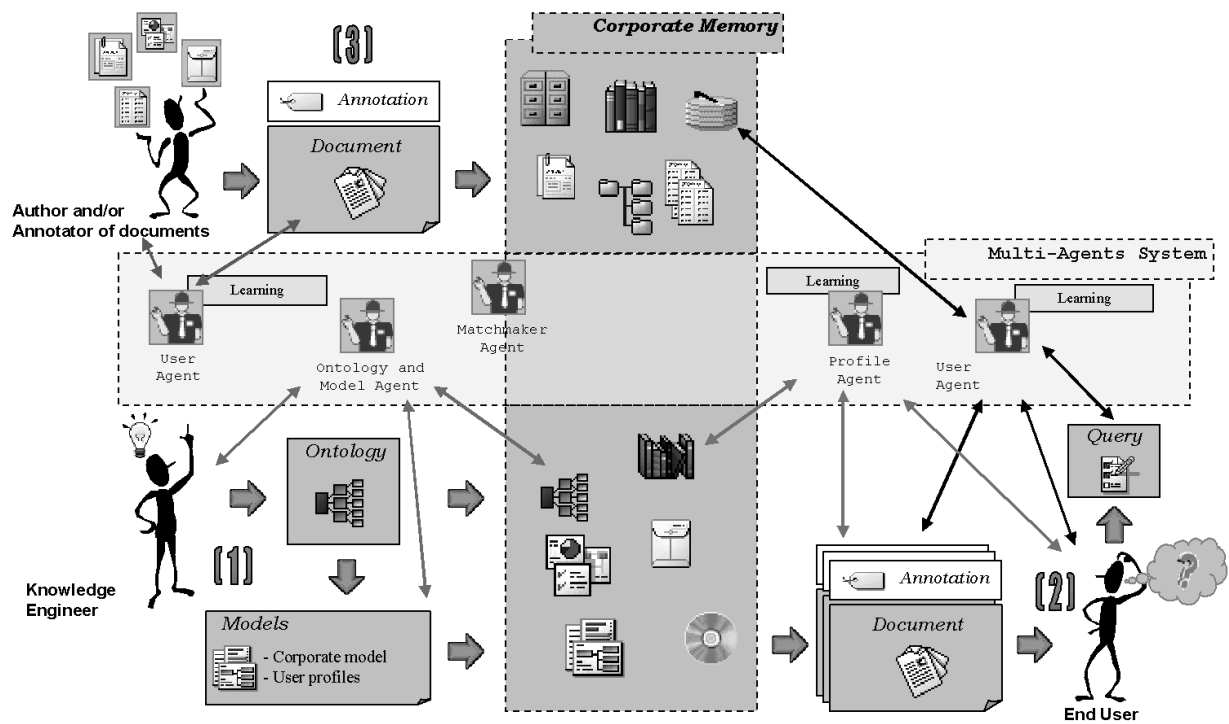 Corporate Memory
(3)
Annotation
Document
Author and/or
Annotator of documents
Multi-Agents System
Learning
Learning
Learning
User
Agent
Ontology and
Model Agent
Matchmaker
Agent
Profile
Agent
User
Agent
Ontology
Query
(1)
Knowledge
Engineer
Models
- Corporate model
- User profiles
Annotation
Document
(2)
?
End User